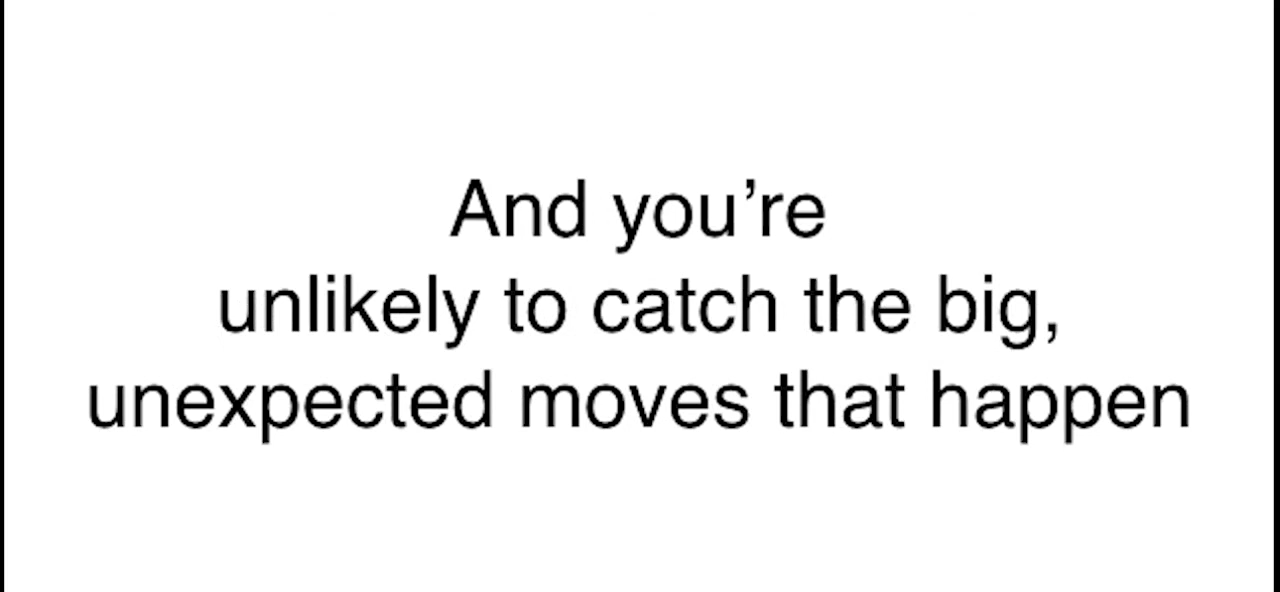 And you’re
unlikely to catch the big,
unexpected moves that happen